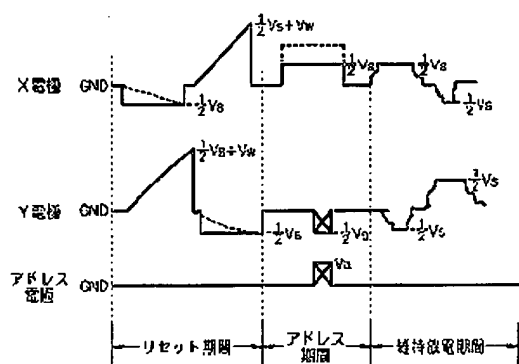 ½Vs+Vw
X電極 GND ½Vs ½Vs
-½Vs -½Vs
½Vs+Vw
½Vs
Y電極 GND
-½Vs -½Vs -½Vs
アドレス電極 GND Va
リセット期間 アドレス期間 維持放電期間